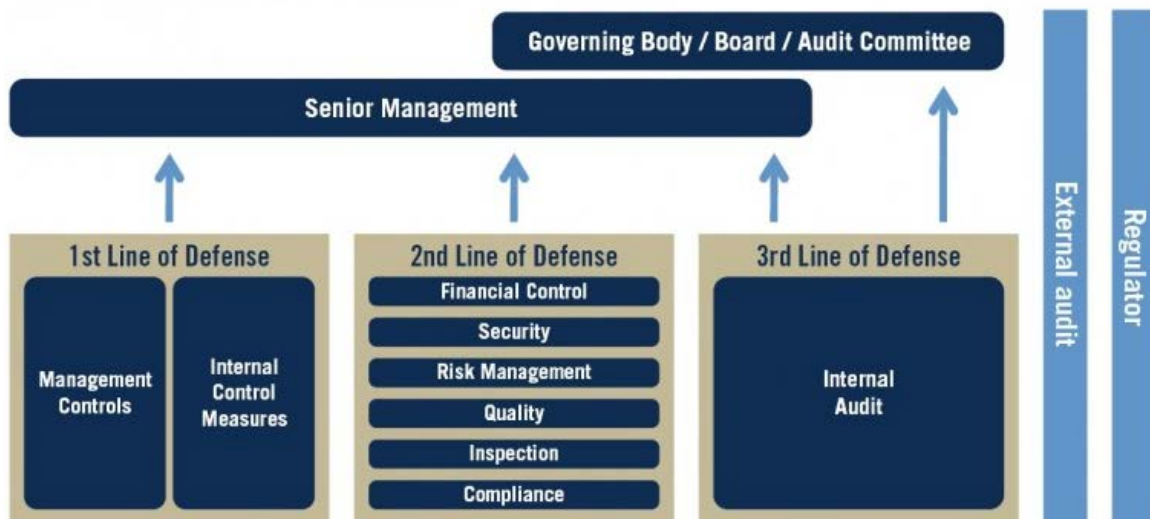 Governing Body / Board / Audit Committee
Senior Management
1st Line of Defense
Management
Controls
Internal
Control
Measures
2nd Line of Defense
Financial Control
Security
Risk Management
Quality
Inspection
Compliance
3rd Line of Defense
Internal
Audit
External audit
Regulator